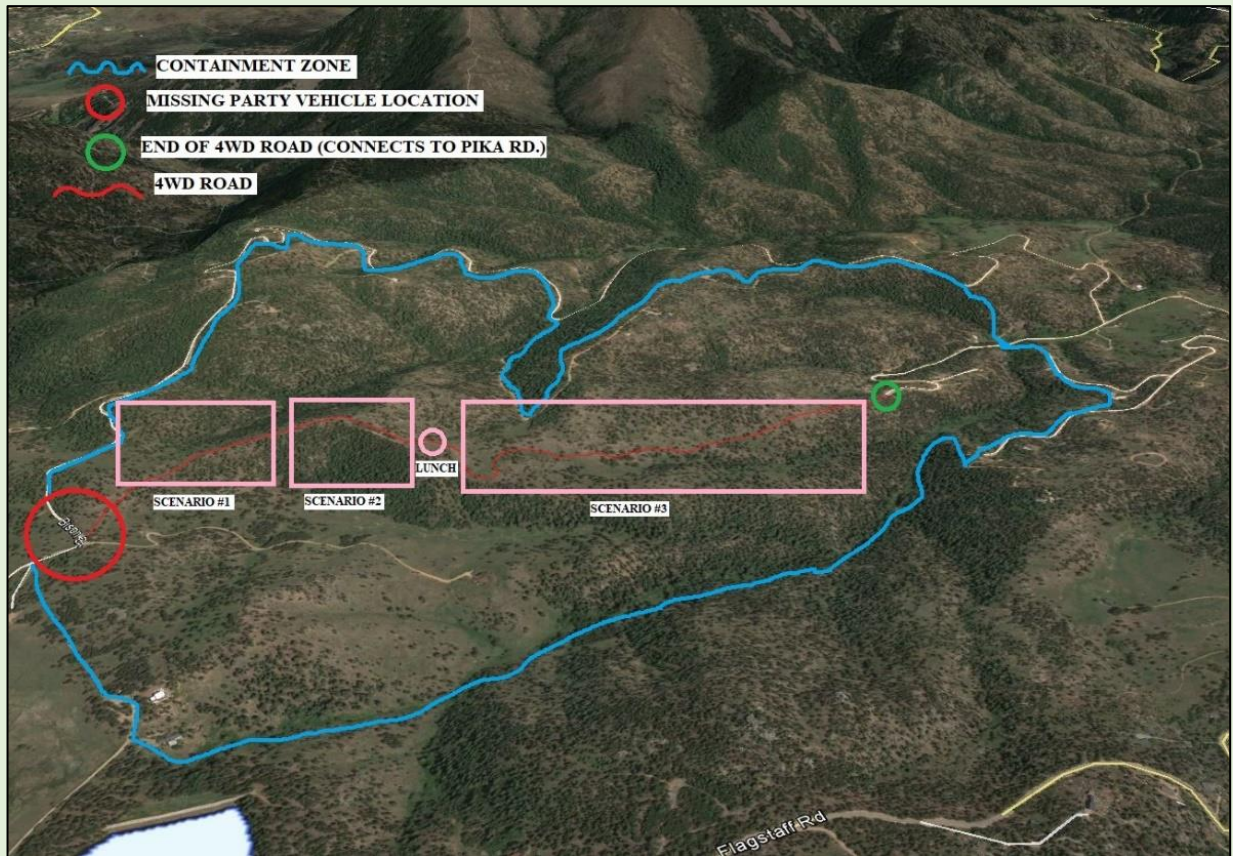 CONTAINMENT ZONE
MISSING PARTY VEHICLE LOCATION
END OF 4WD ROAD (CONNECTS TO PIKA RD.)
4WD ROAD
LUNCH
SCENARIO #1
SCENARIO #2
SCENARIO #3
Flagstaff Rd